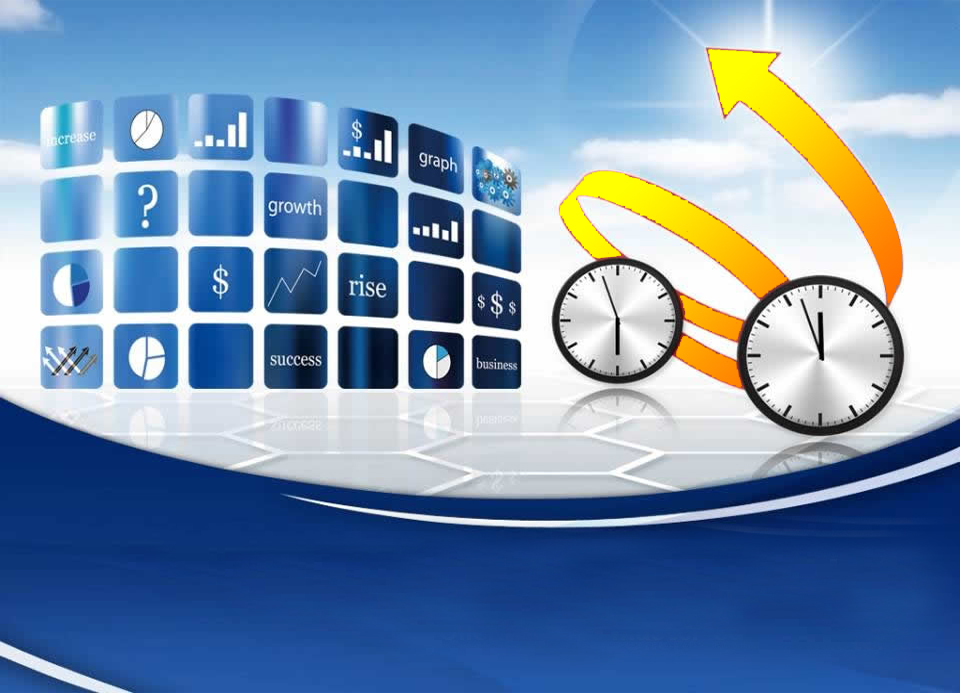 increase
$
graph
?
growth
$
rise
$ $ $
success
business